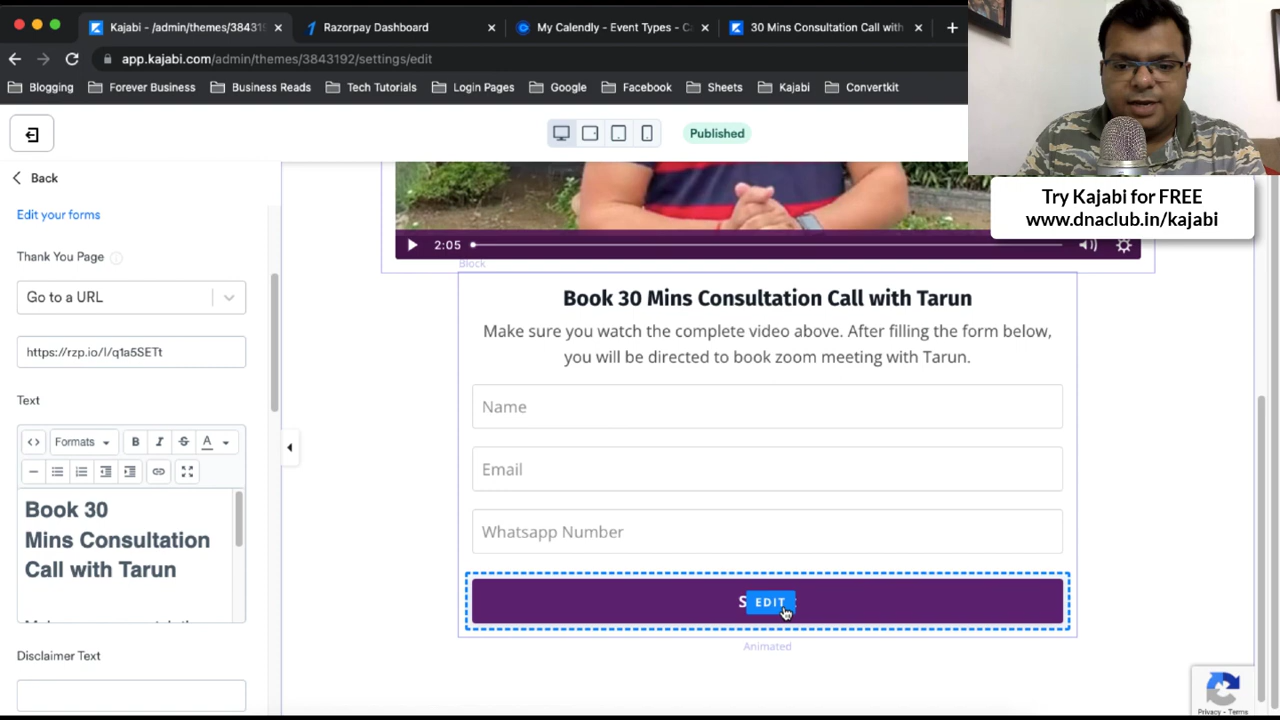 Kajabi - /admin/themes/38431
Razorpay Dashboard
My Calendly - Event Types - C
30 Mins Consultation Call with
app.kajabi.com/admin/themes/3843192/settings/edit
Blogging
Forever Business
Business Reads
Tech Tutorials
Login Pages
Google
Facebook
Sheets
Kajabi
Convertkit
Published
Try Kajabi for FREE
www.dnaclub.in/kajabi
Back
Edit your forms
Thank You Page
Go to a URL
https://rzp.io/l/q1a5SETt
Text
Formats
B I S A
Book 30
Mins Consultation
Call with Tarun
Disclaimer Text
2:05
Block
Book 30 Mins Consultation Call with Tarun
Make sure you watch the complete video above. After filling the form below,
you will be directed to book zoom meeting with Tarun.
Name
Email
Whatsapp Number
S EDIT
Animated
Privacy - Terms